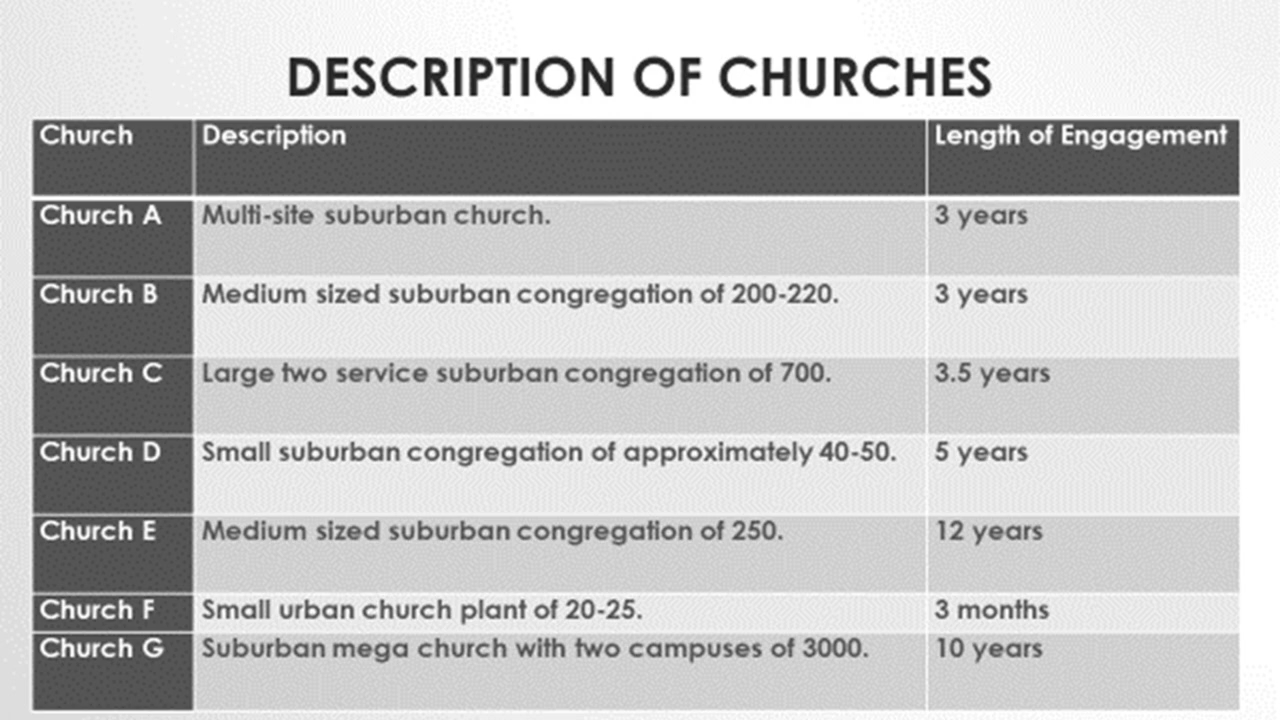 DESCRIPTION OF CHURCHES
Church Description Length of Engagement
Church A Multi-site suburban church. 3 years
Church B Medium sized suburban congregation of 200-220. 3 years
Church C Large two service suburban congregation of 700. 3.5 years
Church D Small suburban congregation of approximately 40-50. 5 years
Church E Medium sized suburban congregation of 250. 12 years
Church F Small urban church plant of 20-25. 3 months
Church G Suburban mega church with two campuses of 3000. 10 years